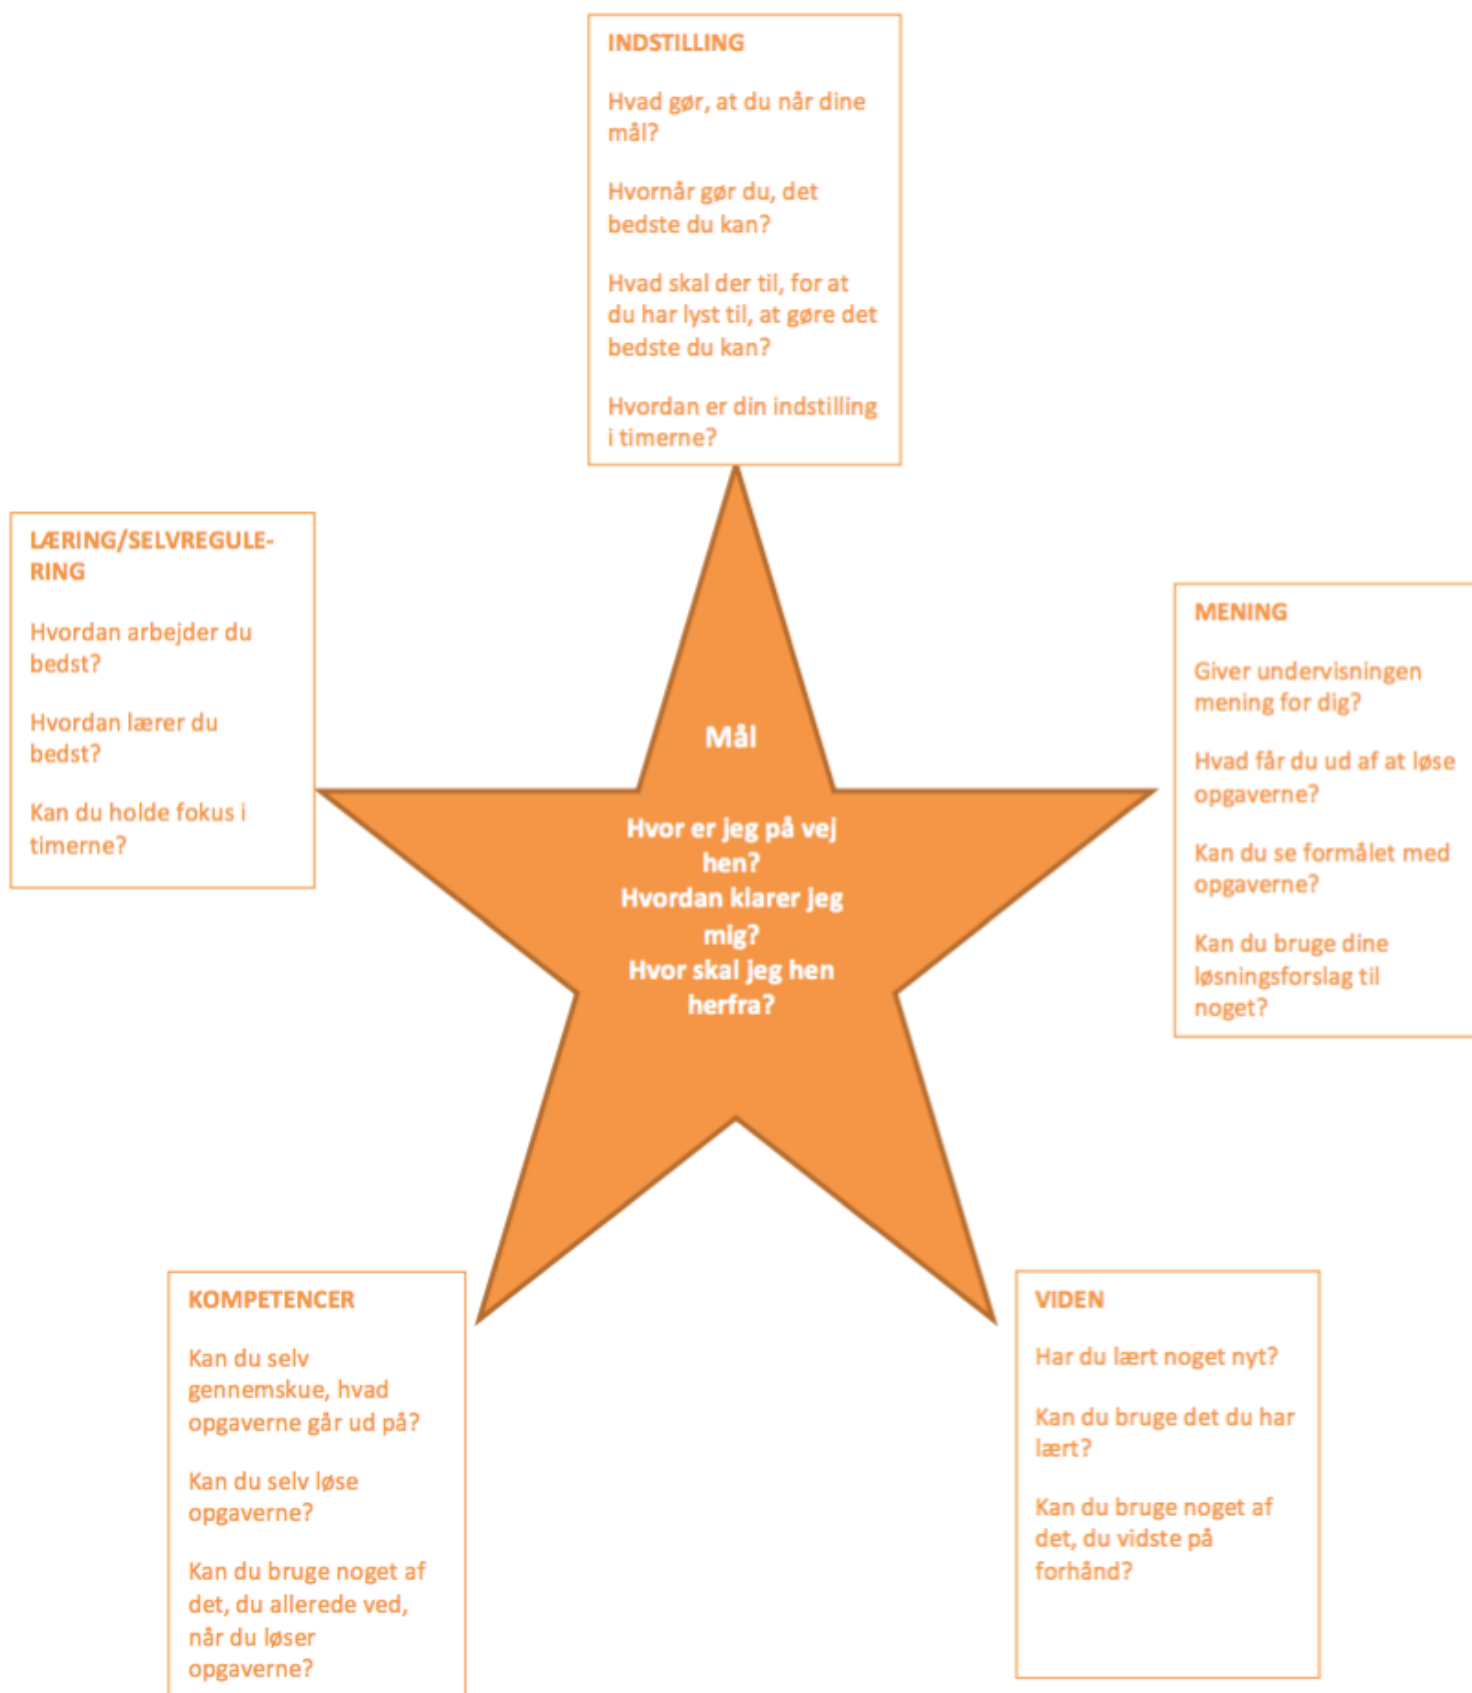 INDSTILLING
Hvad gør, at du når dine
mål?
Hvornår gør du, det
bedste du kan?
Hvad skal der til, for at
du har lyst til, at gøre det
bedste du kan?
Hvordan er din indstilling
i timerne?
LÆRING/SELVREGULE-
RING
Hvordan arbejder du
bedst?
Hvordan lærer du
bedst?
Kan du holde fokus i
timerne?
Mål
Hvor er jeg på vej
hen?
Hvordan klarer jeg
mig?
Hvor skal jeg hen
herfra?
MENING
Giver undervisningen
mening for dig?
Hvad får du ud af at løse
opgaverne?
Kan du se formålet med
opgaverne?
Kan du bruge dine
løsningsforslag til
noget?
KOMPETENCER
Kan du selv
gennemskue, hvad
opgaverne går ud på?
Kan du selv løse
opgaverne?
Kan du bruge noget af
det, du allerede ved,
når du løser
opgaverne?
VIDEN
Har du lært noget nyt?
Kan du bruge det du har
lært?
Kan du bruge noget af
det, du vidste på
forhånd?